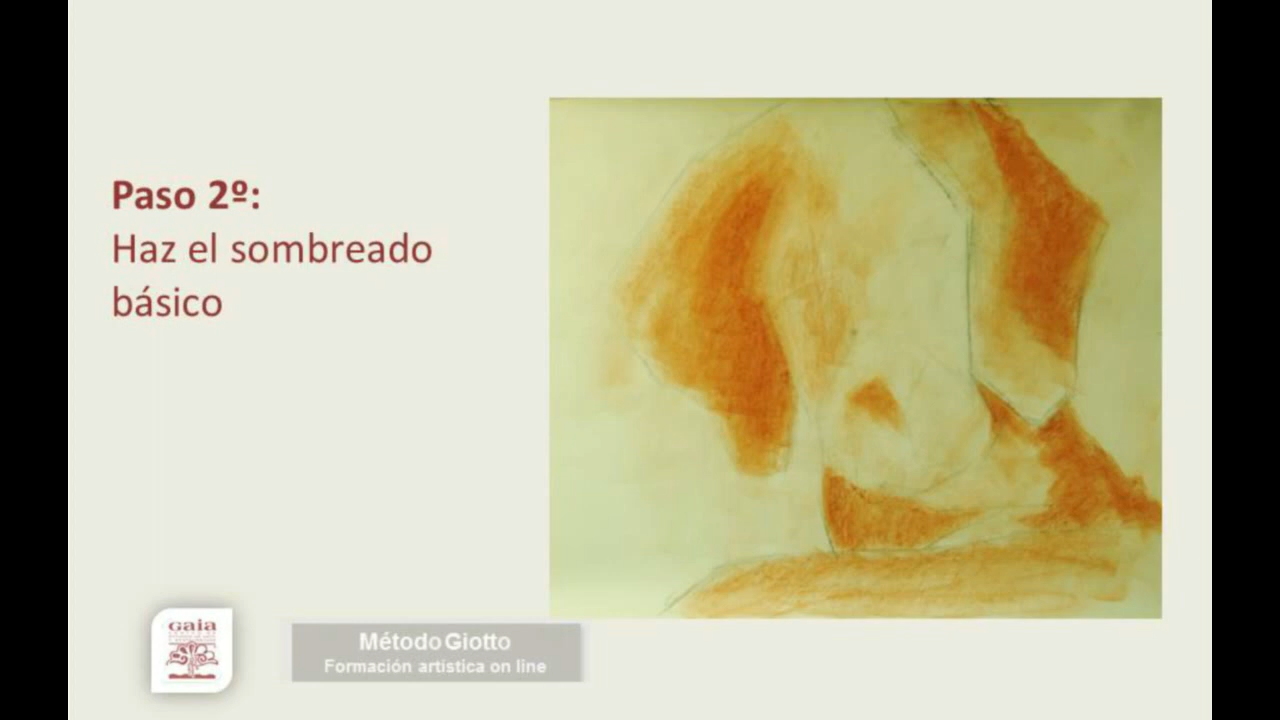 Paso 2º:
Haz el sombreado
básico
Gaia
Método Giotto
Formación artística on line